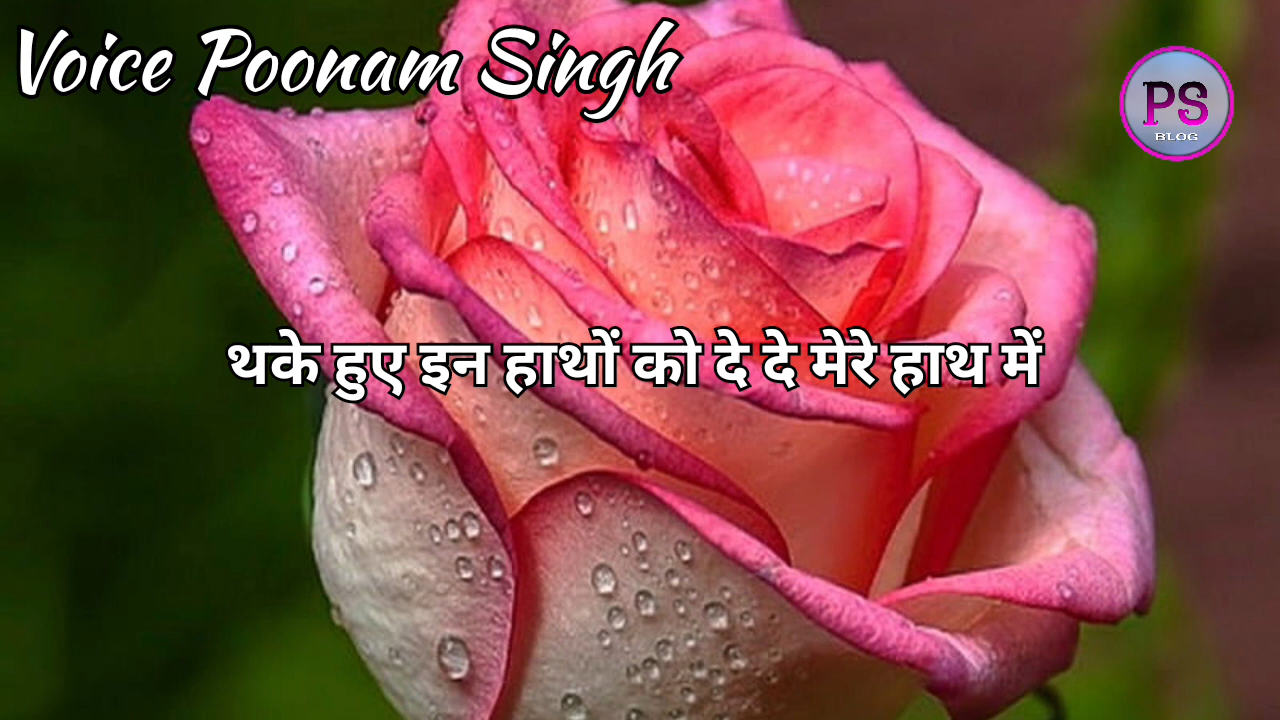 Voice Poonam Singh
PS
BLOG
थके हुए इन हाथों को दे दे मेरे हाथ में